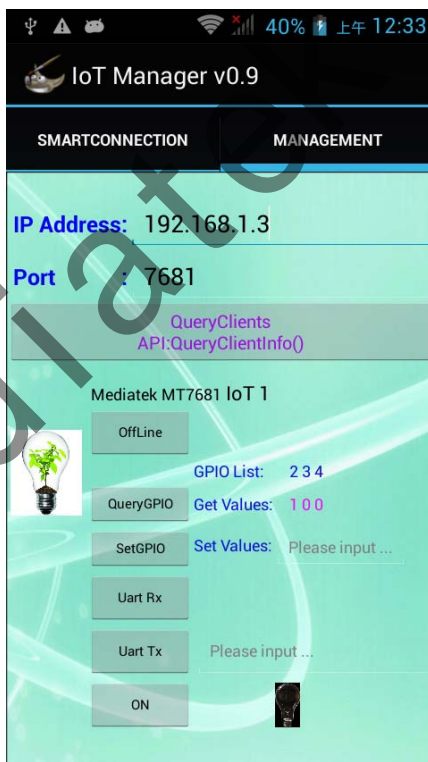 40% 上午 12:33
IoT Manager v0.9
SMARTCONNECTION MANAGEMENT
IP Address: 192.168.1.3
Port : 7681
QueryClients
API:QueryClientInfo()
Mediatek MT7681 IoT 1
OffLine
GPIO List: 2 3 4
QueryGPIO Get Values: 1 0 0
SetGPIO Set Values: Please input ...
Uart Rx
Uart Tx Please input ...
ON
diatek